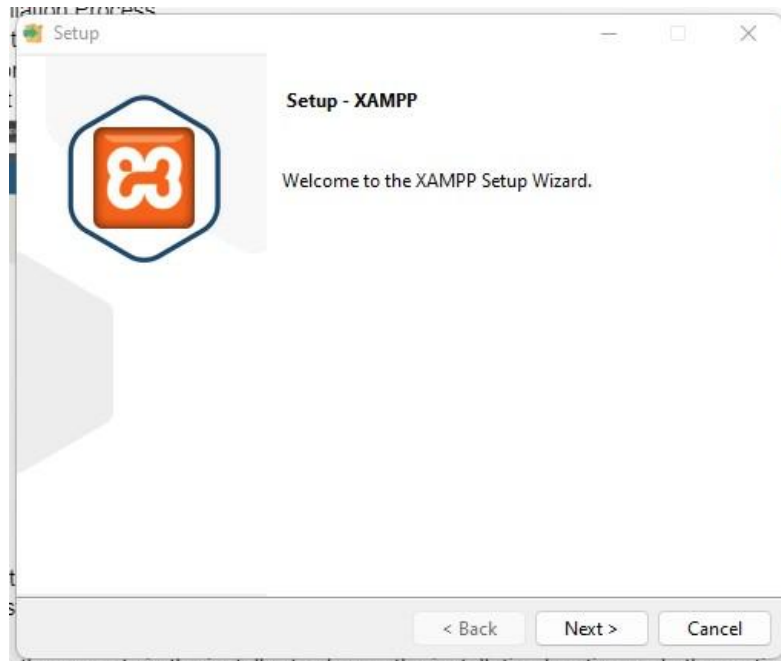 Setup
Setup - XAMPP
Welcome to the XAMPP Setup Wizard.
< Back
Next >
Cancel